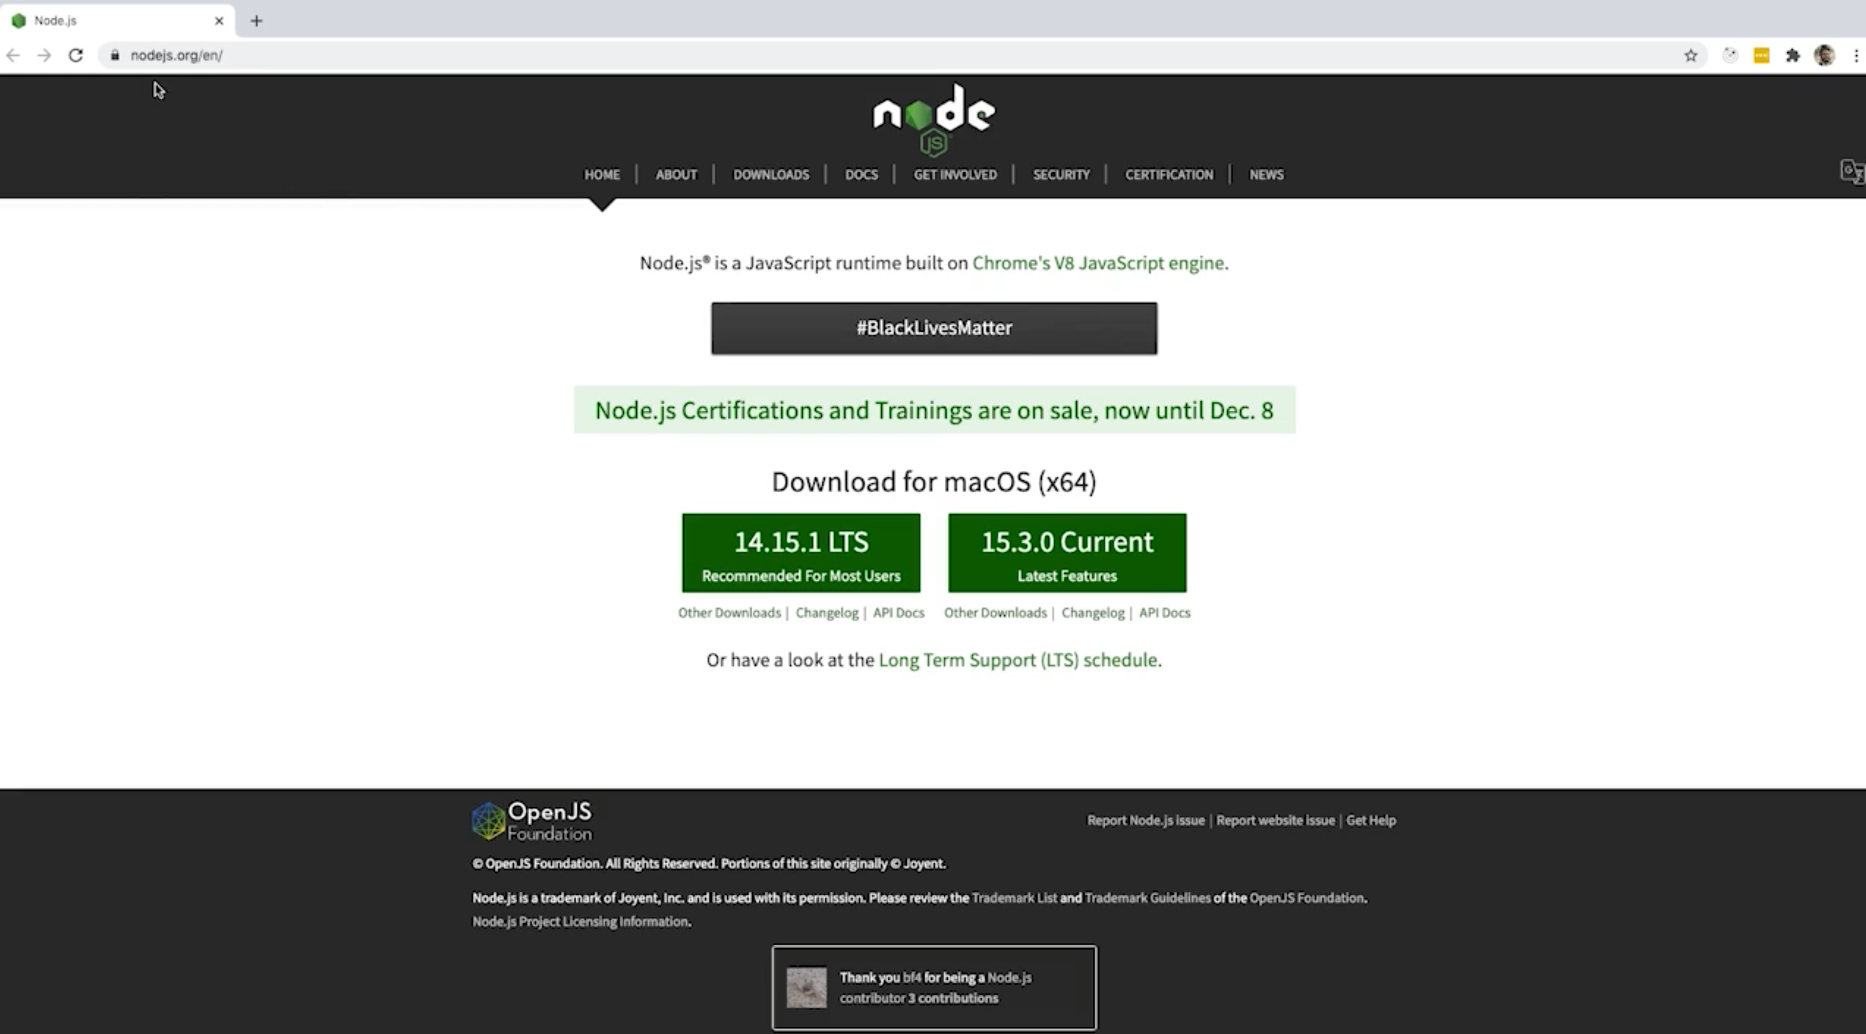 Node.js
nodejs.org/en/
node
JS
HOME | ABOUT | DOWNLOADS | DOCS | GET INVOLVED | SECURITY | CERTIFICATION | NEWS
Node.js® is a JavaScript runtime built on Chrome's V8 JavaScript engine.
#BlackLivesMatter
Node.js Certifications and Trainings are on sale, now until Dec. 8
Download for macOS (x64)
14.15.1 LTS
Recommended For Most Users
15.3.0 Current
Latest Features
Other Downloads | Changelog | API Docs
Other Downloads | Changelog | API Docs
Or have a look at the Long Term Support (LTS) schedule.
OpenJS
Foundation
Report Node.js issue | Report website issue | Get Help
© OpenJS Foundation. All Rights Reserved. Portions of this site originally © Joyent.
Node.js is a trademark of Joyent, Inc. and is used with its permission. Please review the Trademark List and Trademark Guidelines of the OpenJS Foundation.
Node.js Project Licensing Information.
Thank you bf4 for being a Node.js
contributor 3 contributions